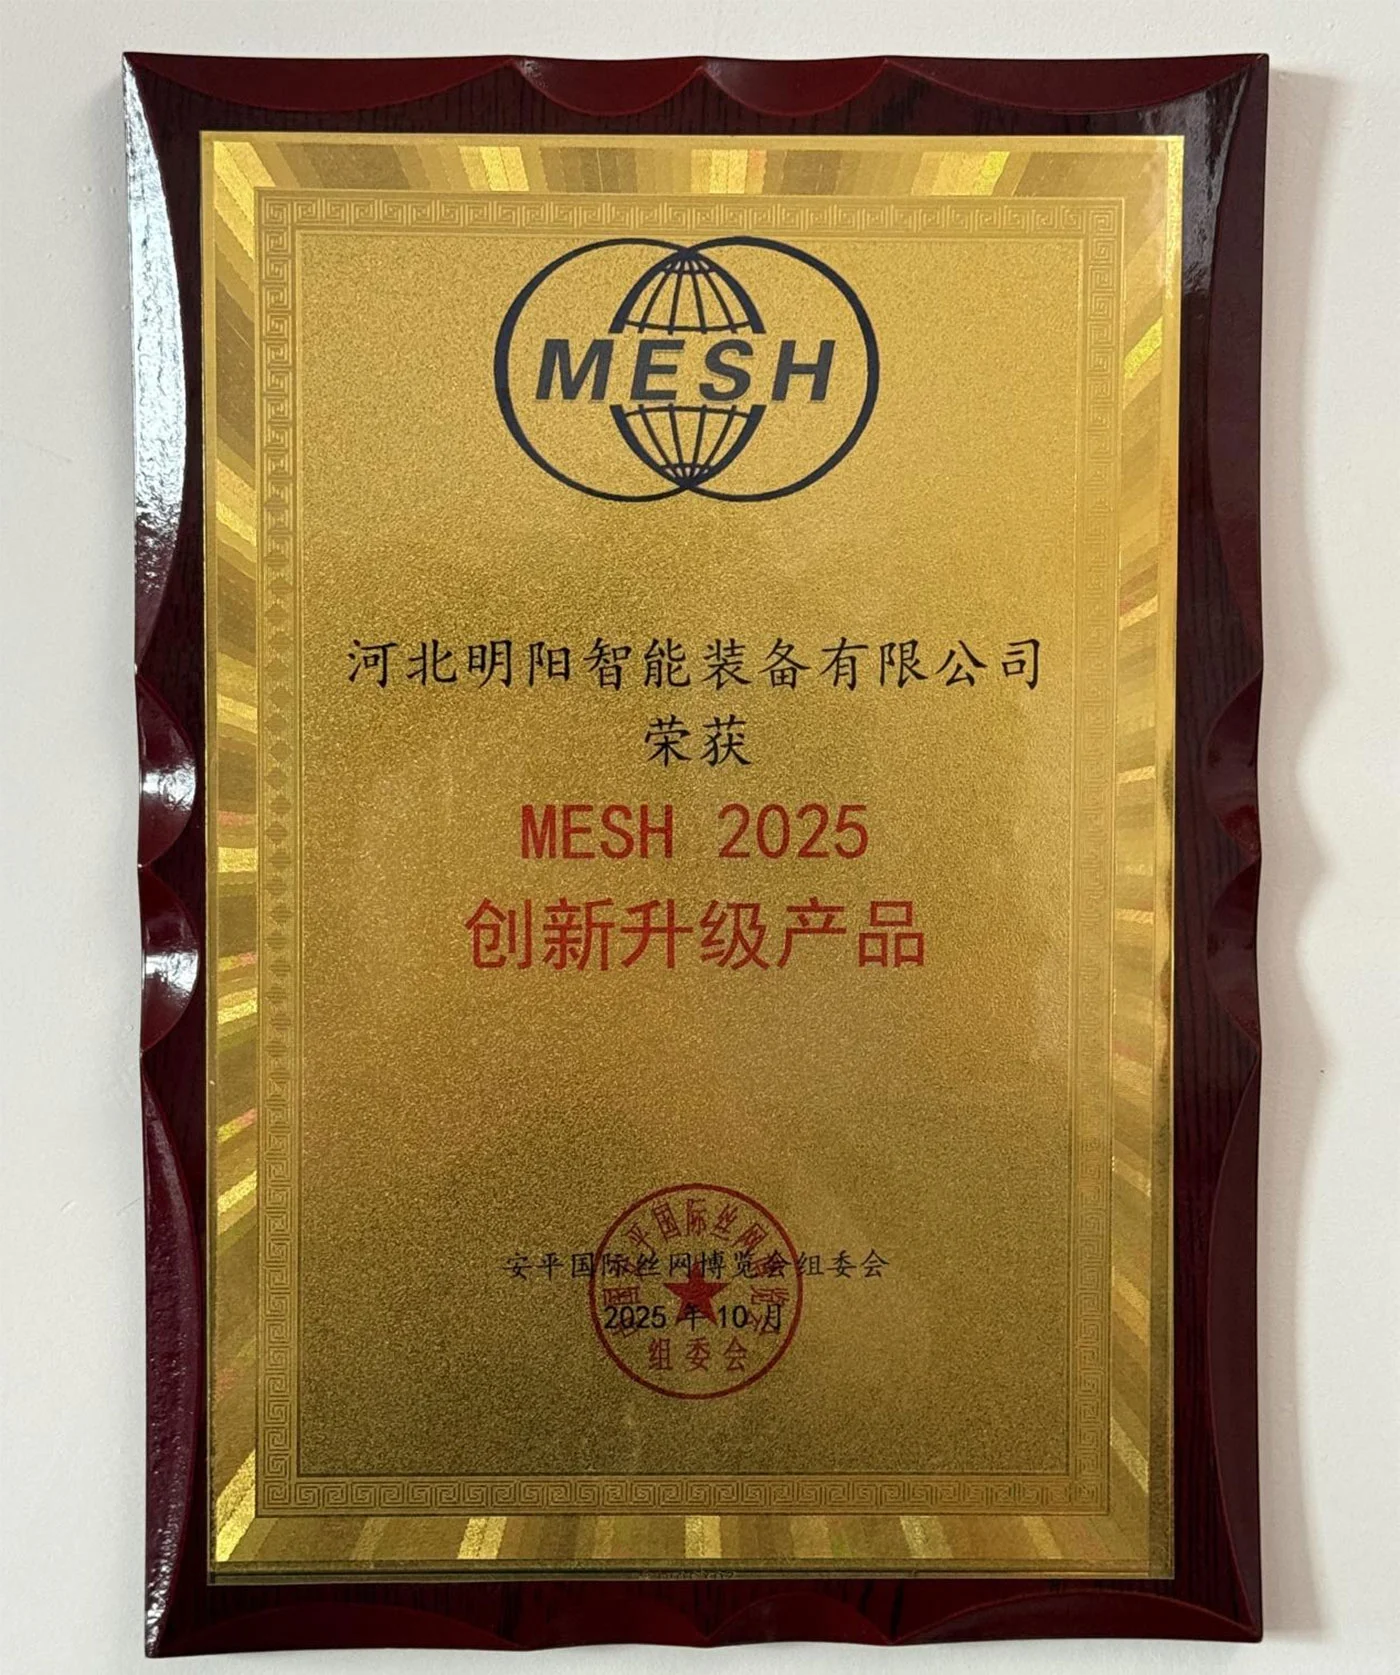 MESH
河北明阳智能装备有限公司
荣获
MESH 2025
创新升级产品
安平国际丝网博览会组委会
2025 年 10 月
组委会